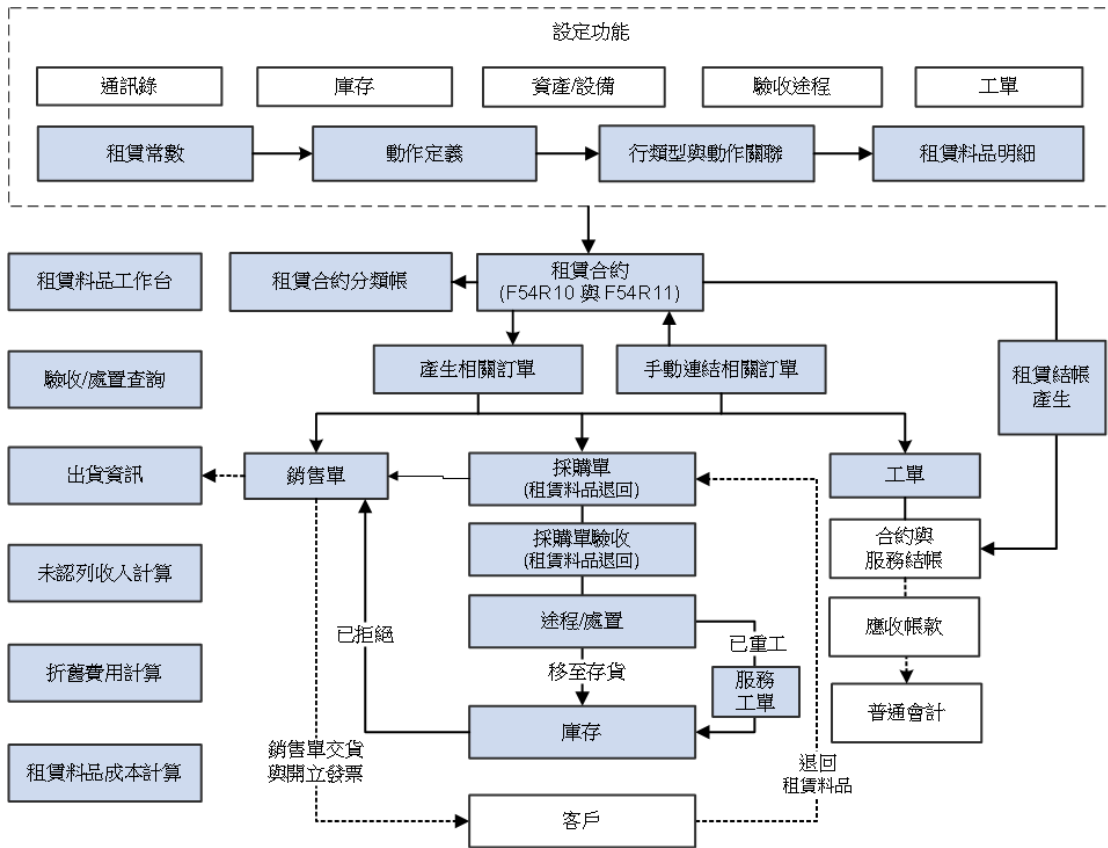 設定功能
通訊錄
庫存
資產/設備
驗收途程
工單
租賃常數
動作定義
行類型與動作關聯
租賃料品明細
租賃料品工作台
租賃合約分類帳
租賃合約
(F54R10 與 F54R11)
驗收/處置查詢
產生相關訂單
手動連結相關訂單
租賃結帳
產生
出貨資訊
銷售單
採購單
(租賃料品退回)
工單
未認列收入計算
採購單驗收
(租賃料品退回)
合約與
服務結帳
途程/處置
應收帳款
已拒絕
已重工
折舊費用計算
移至存貨
服務
工單
普通會計
庫存
租賃料品成本計算
銷售單交貨
與開立發票
退回
租賃料品
客戶